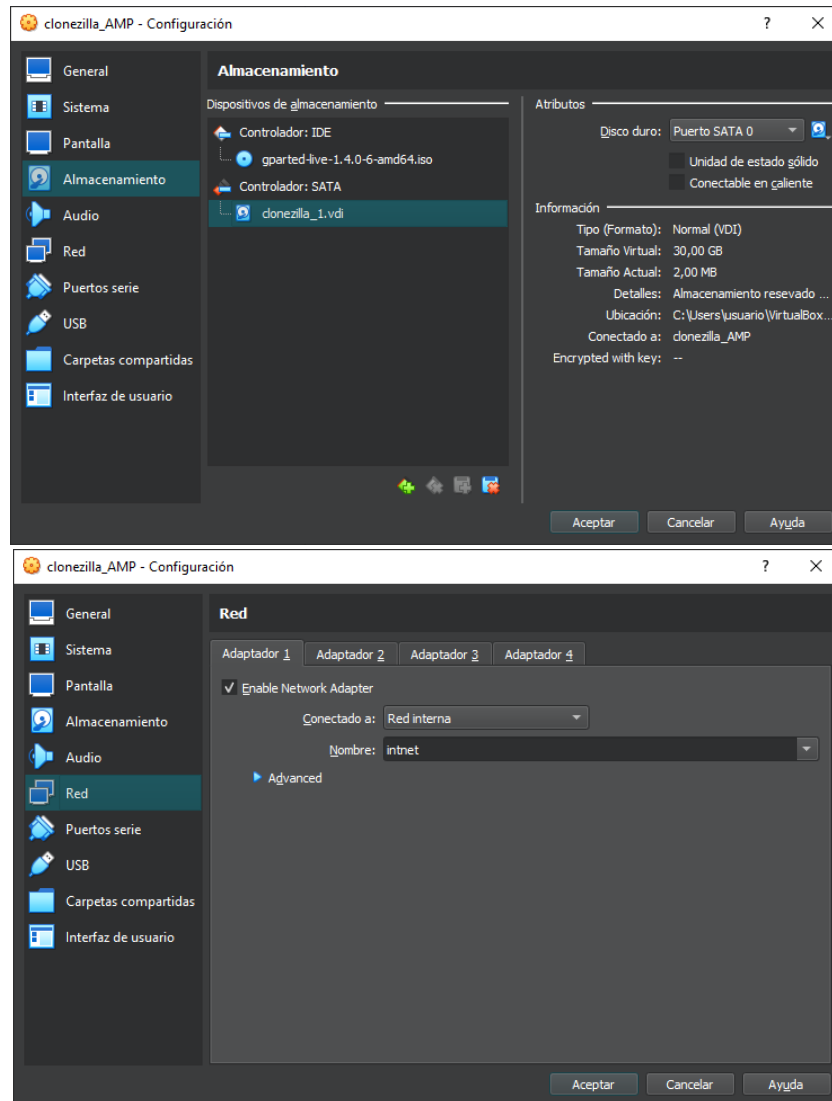 clonezilla_AMP - Configuración
?
General
Sistema
Pantalla
Almacenamiento
Audio
Red
Puertos serie
USB
Carpetas compartidas
Interfaz de usuario
Almacenamiento
Dispositivos de almacenamiento
Controlador: IDE
gparted-live-1.4.0-6-amd64.iso
Controlador: SATA
clonezilla_1.vdi
Atributos
Disco duro: Puerto SATA 0
Unidad de estado sólido
Conectable en caliente
Información
Tipo (Formato): Normal (VDI)
Tamaño Virtual: 30,00 GB
Tamaño Actual: 2,00 MB
Detalles: Almacenamiento resevado ...
Ubicación: C:\Users\usuario\VirtualBox...
Conectado a: clonezilla_AMP
Encrypted with key: --
Aceptar Cancelar Ayuda
clonezilla_AMP - Configuración
?
General
Sistema
Pantalla
Almacenamiento
Audio
Red
Puertos serie
USB
Carpetas compartidas
Interfaz de usuario
Red
Adaptador 1 Adaptador 2 Adaptador 3 Adaptador 4
Enable Network Adapter
Conectado a: Red interna
Nombre: intnet
Advanced
Aceptar Cancelar Ayuda